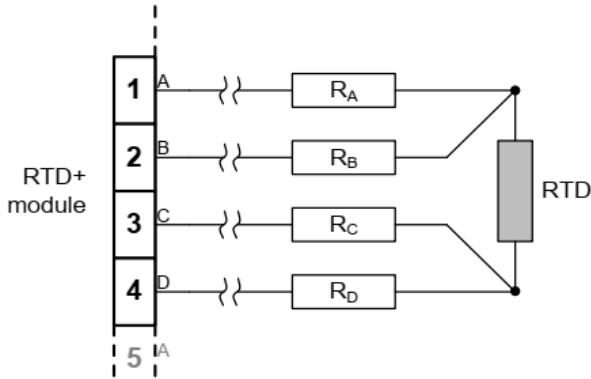 1 A R_A
2 B R_B
RTD+
module
RTD
3 C R_C
4 D R_D
5 A